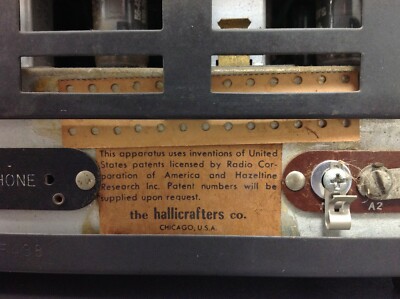 This apparatus uses inventions of United
States patents licensed by Radio Cor-
poration of America and Hazeltine
Research Inc. Patent numbers will be
supplied upon request.
the hallicrafters co.
CHICAGO, U.S.A.
HONE
A2